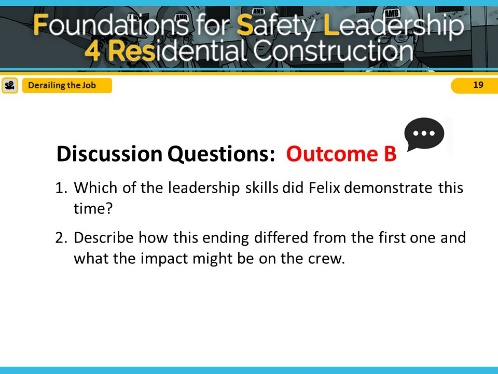 Foundations for Safety Leadership
4 Residential Construction
Derailing the Job
19
Discussion Questions: Outcome B
1. Which of the leadership skills did Felix demonstrate this
time?
2. Describe how this ending differed from the first one and
what the impact might be on the crew.